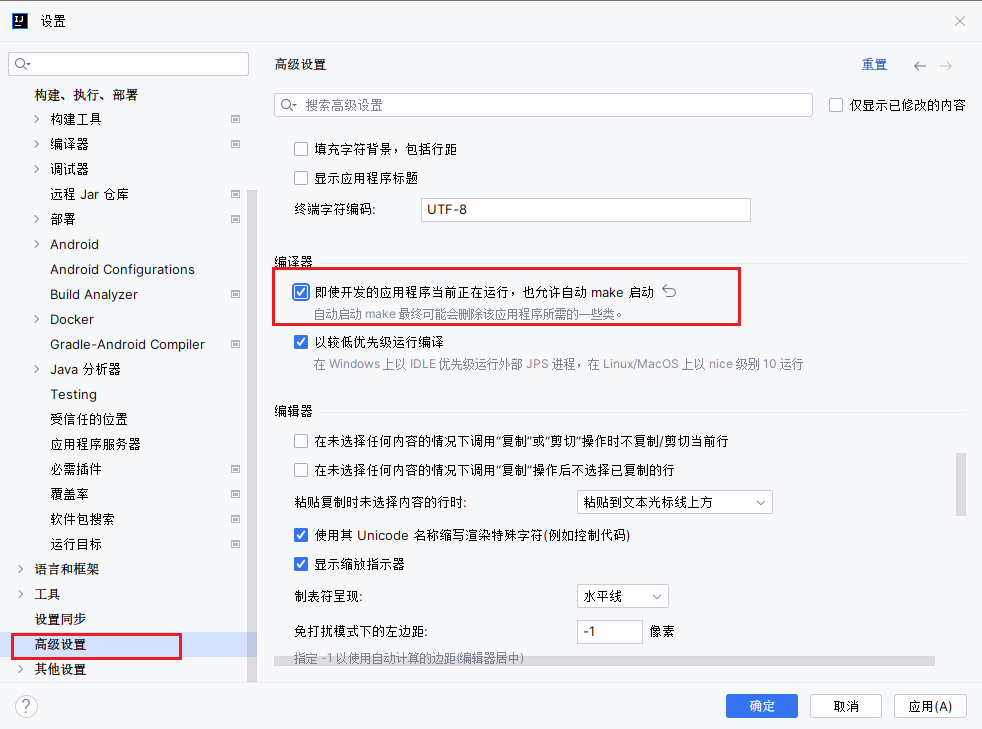 设置
构建、执行、部署
构建工具
编译器
调试器
远程 Jar 仓库
部署
Android
Android Configurations
Build Analyzer
Docker
Gradle-Android Compiler
Java 分析器
Testing
受信任的位置
应用程序服务器
必需插件
覆盖率
软件包搜索
运行目标
语言和框架
工具
设置同步
高级设置
其他设置
高级设置
重置
搜索高级设置
仅显示已修改的内容
填充字符背景，包括行距
显示应用程序标题
终端字符编码: UTF-8
编译器
即使开发的应用程序当前正在运行，也允许自动 make 启动
自动启动 make 最终可能会删除该应用程序所需的一些类。
以较低优先级运行编译
在 Windows 上以 IDLE 优先级运行外部 JPS 进程，在 Linux/MacOS 上以 nice 级别 10 运行
编辑器
在未选择任何内容的情况下调用“复制”或“剪切”操作时不复制/剪切当前行
在未选择任何内容的情况下调用“复制”操作后不选择已复制的行
粘贴复制时未选择内容的行时: 粘贴到文本光标线上方
使用其 Unicode 名称缩写渲染特殊字符(例如控制代码)
显示缩放指示器
制表符呈现: 水平线
免打扰模式下的左边距: -1 像素
指定 -1 以使用自动计算的边距(编辑器居中)
?
确定
取消
应用(A)